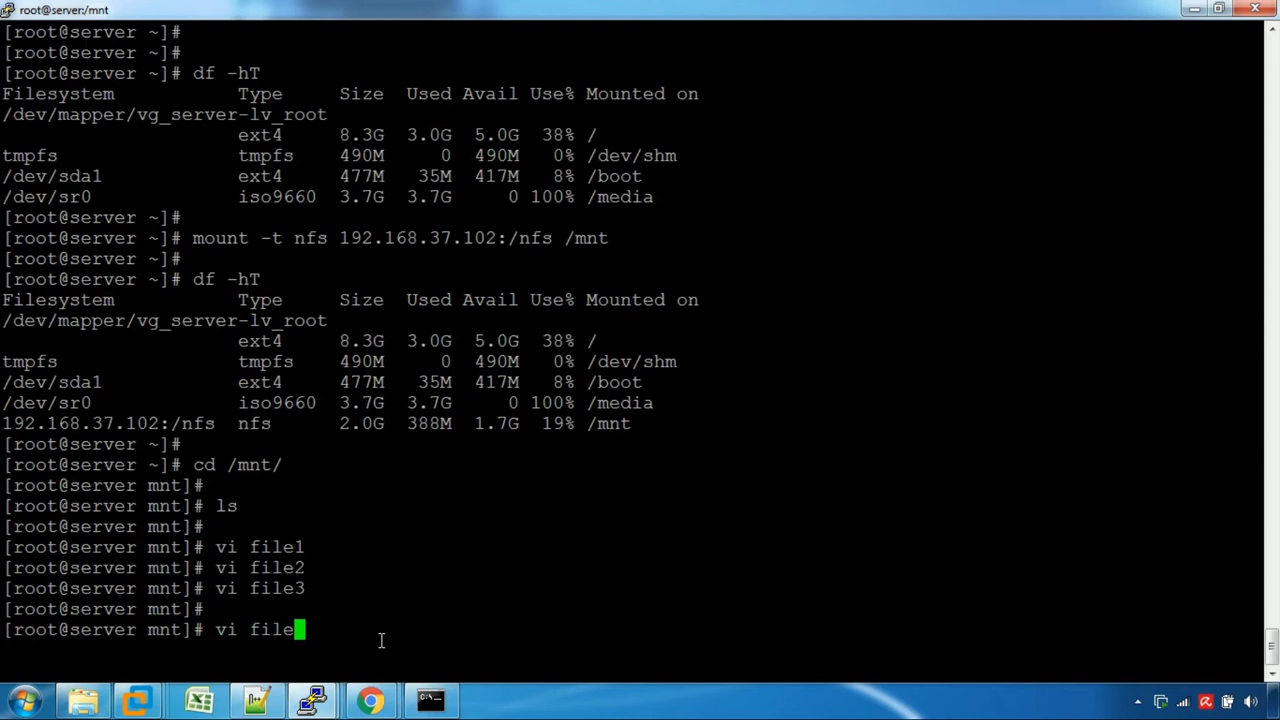 root@server:/mnt
[root@server ~]#
[root@server ~]#
[root@server ~]# df -hT
Filesystem           Type     Size  Used Avail Use% Mounted on
/dev/mapper/vg_server-lv_root
                     ext4     8.3G  3.0G  5.0G  38% /
tmpfs                tmpfs    490M     0  490M   0% /dev/shm
/dev/sda1            ext4     477M   35M  417M   8% /boot
/dev/sr0             iso9660  3.7G  3.7G     0 100% /media
[root@server ~]#
[root@server ~]# mount -t nfs 192.168.37.102:/nfs /mnt
[root@server ~]#
[root@server ~]# df -hT
Filesystem           Type     Size  Used Avail Use% Mounted on
/dev/mapper/vg_server-lv_root
                     ext4     8.3G  3.0G  5.0G  38% /
tmpfs                tmpfs    490M     0  490M   0% /dev/shm
/dev/sda1            ext4     477M   35M  417M   8% /boot
/dev/sr0             iso9660  3.7G  3.7G     0 100% /media
192.168.37.102:/nfs  nfs      2.0G  388M  1.7G  19% /mnt
[root@server ~]#
[root@server ~]# cd /mnt/
[root@server mnt]#
[root@server mnt]# ls
[root@server mnt]#
[root@server mnt]# vi file1
[root@server mnt]# vi file2
[root@server mnt]# vi file3
[root@server mnt]#
[root@server mnt]# vi file